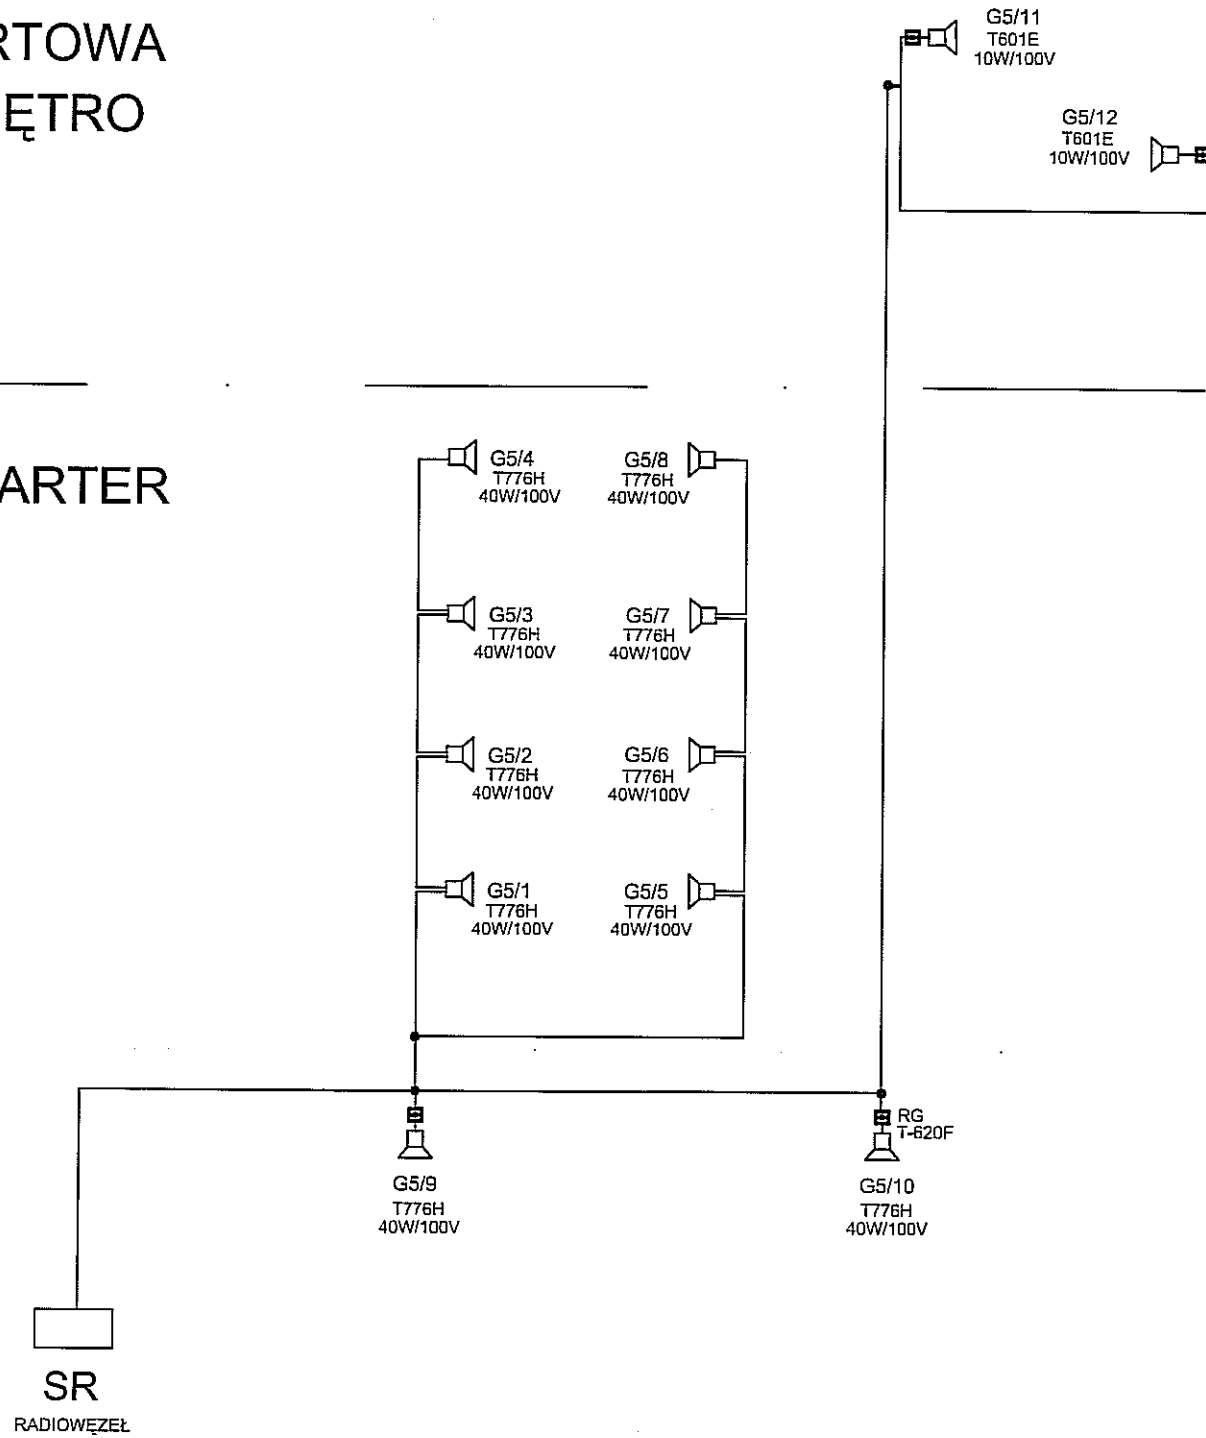 RTOWA
ĘTRO
G5/11
T601E
10W/100V
G5/12
T601E
10W/100V
ARTER
G5/4
T776H
40W/100V
G5/8
T776H
40W/100V
G5/3
T776H
40W/100V
G5/7
T776H
40W/100V
G5/2
T776H
40W/100V
G5/6
T776H
40W/100V
G5/1
T776H
40W/100V
G5/5
T776H
40W/100V
RG
T-620F
G5/9
T776H
40W/100V
G5/10
T776H
40W/100V
SR
RADIOWĘZEŁ